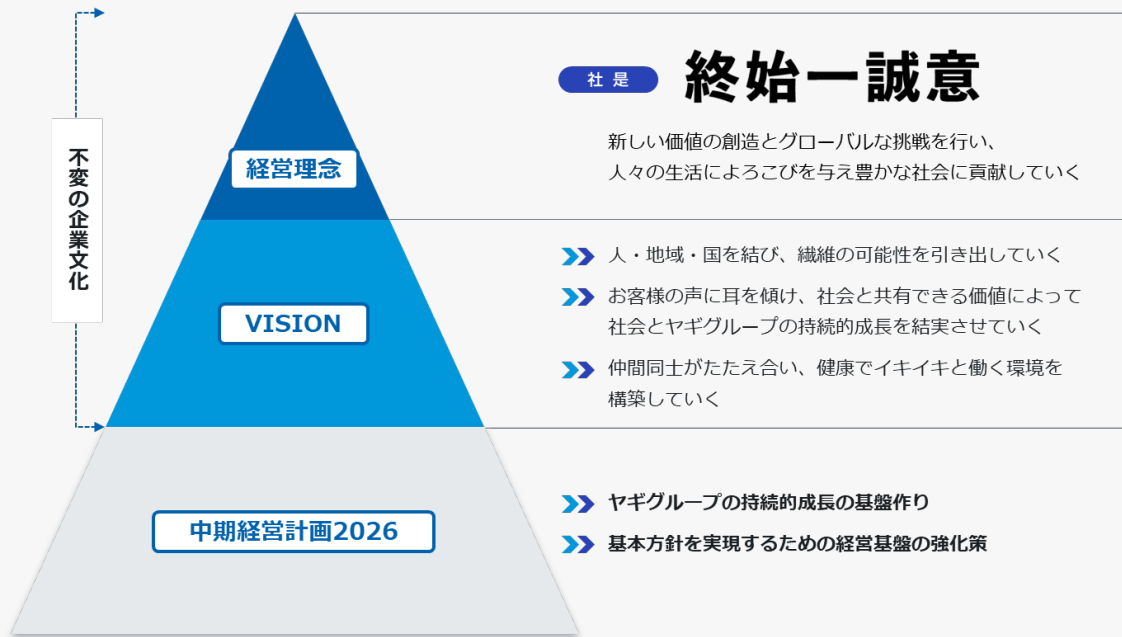 不変の企業文化
経営理念
社是
終始一誠意
新しい価値の創造とグローバルな挑戦を行い、
人々の生活によろこびを与え豊かな社会に貢献していく
VISION
人・地域・国を結び、繊維の可能性を引き出していく
お客様の声に耳を傾け、社会と共有できる価値によって
社会とヤギグループの持続的成長を結実させていく
仲間同士がたたえ合い、健康でイキイキと働く環境を
構築していく
中期経営計画2026
ヤギグループの持続的成長の基盤作り
基本方針を実現するための経営基盤の強化策